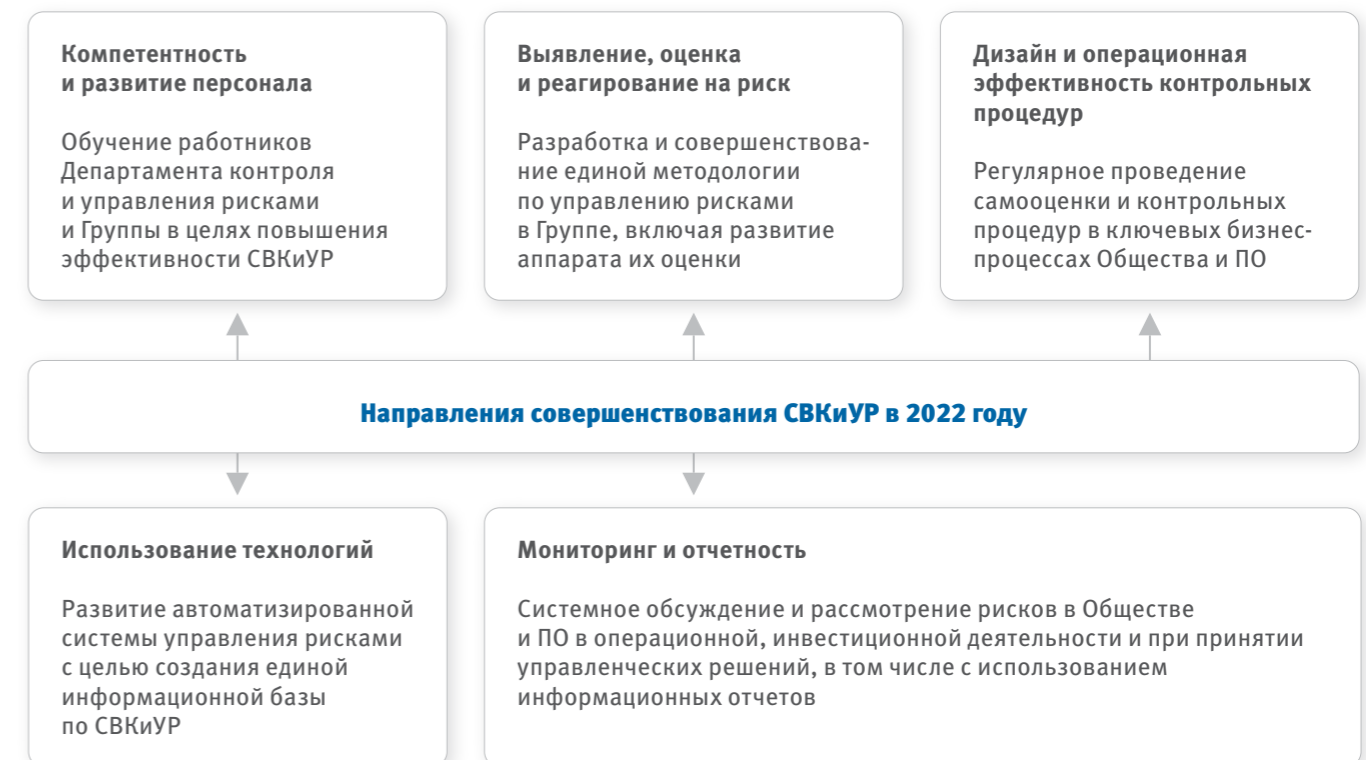 Компетентность
и развитие персонала
Обучение работников
Департамента контроля
и управления рисками
и Группы в целях повышения
эффективности СВКиУР
Выявление, оценка
и реагирование на риск
Разработка и совершенствова-
ние единой методологии
по управлению рисками
в Группе, включая развитие
аппарата их оценки
Дизайн и операционная
эффективность контрольных
процедур
Регулярное проведение
самооценки и контрольных
процедур в ключевых бизнес-
процессах Общества и ПО
Направления совершенствования СВКиУР в 2022 году
Использование технологий
Развитие автоматизированной
системы управления рисками
с целью создания единой
информационной базы
по СВКиУР
Мониторинг и отчетность
Системное обсуждение и рассмотрение рисков в Обществе
и ПО в операционной, инвестиционной деятельности и при принятии
управленческих решений, в том числе с использованием
информационных отчетов